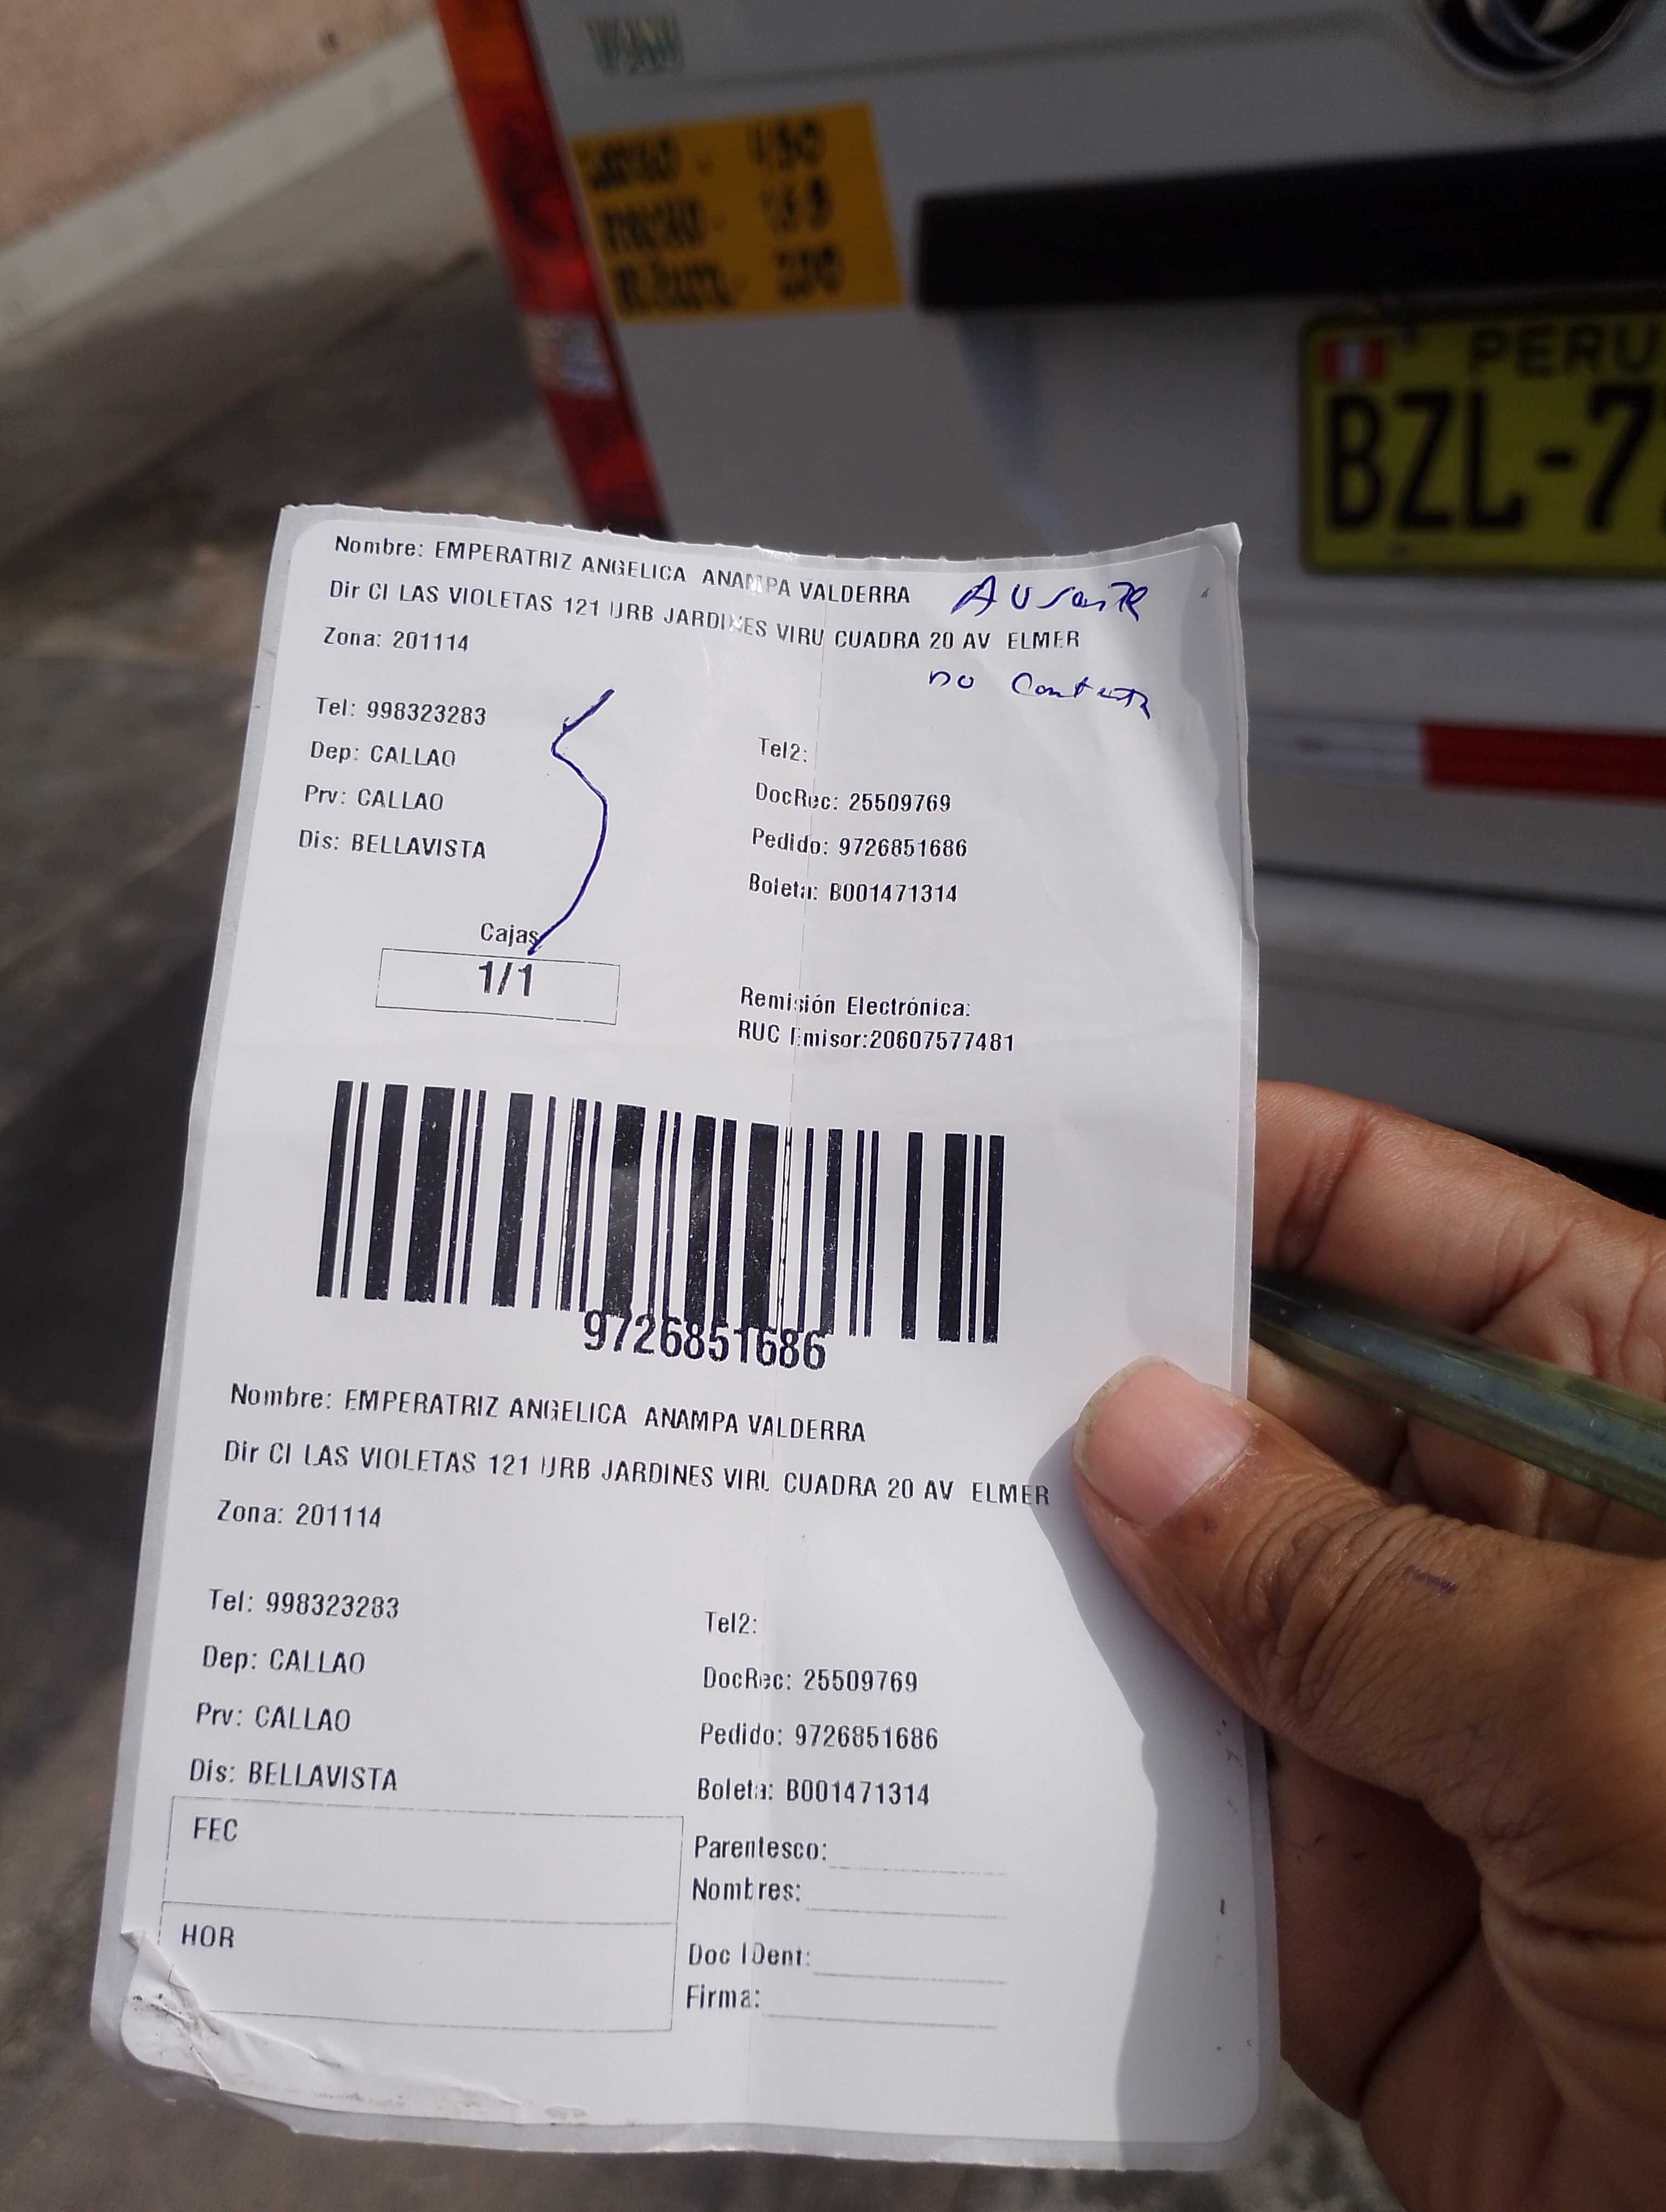 PERU
BZL-7
Nombre: EMPERATRIZ ANGELICA ANAMPA VALDERRA
Ausente
Dir Cl LAS VIOLETAS 121 URB JARDINES VIRU CUADRA 20 AV ELMER
Zona: 201114
no Contesta
Tel: 998323283
Tel2:
Dep: CALLAO
DocRec: 25509769
Prv: CALLAO
Pedido: 9726851686
Dis: BELLAVISTA
Boleta: B001471314
Cajas
1/1
Remisión Electrónica:
RUC Emisor:20607577481
9726851686
Nombre: EMPERATRIZ ANGELICA ANAMPA VALDERRA
Dir Cl LAS VIOLETAS 121 URB JARDINES VIRU CUADRA 20 AV ELMER
Zona: 201114
Tel: 998323283
Tel2:
Dep: CALLAO
DocRec: 25509769
Prv: CALLAO
Pedido: 9726851686
Dis: BELLAVISTA
Boleta: B001471314
FEC
Parentesco:
Nombres:
HOR
Doc IDent:
Firma: